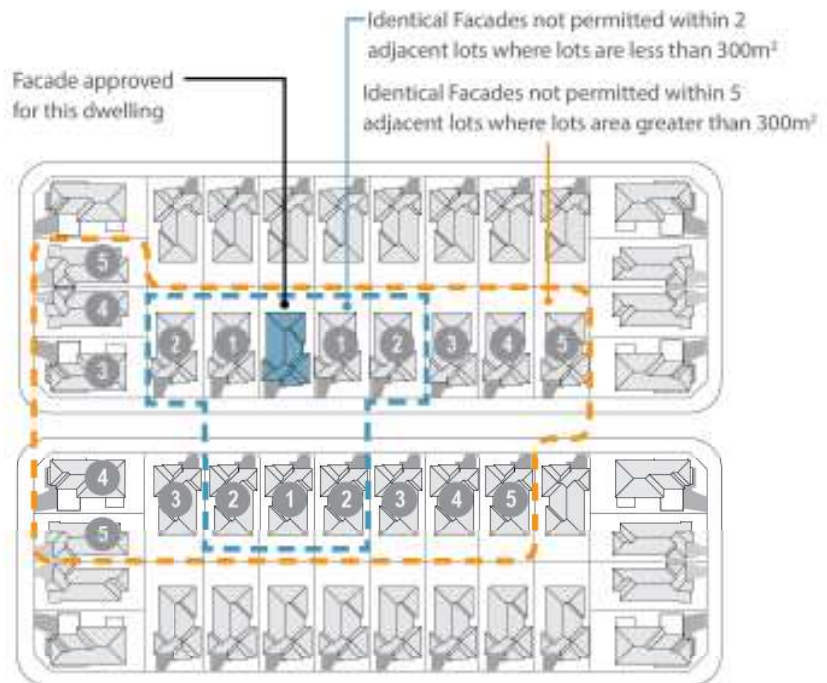 Identical Facades not permitted within 2
adjacent lots where lots are less than 300m²
Facade approved
for this dwelling
Identical Facades not permitted within 5
adjacent lots where lots area greater than 300m²
5
4
2 1 1 2 3 4 5
3
4
3 2 1 2 3 4 5
5